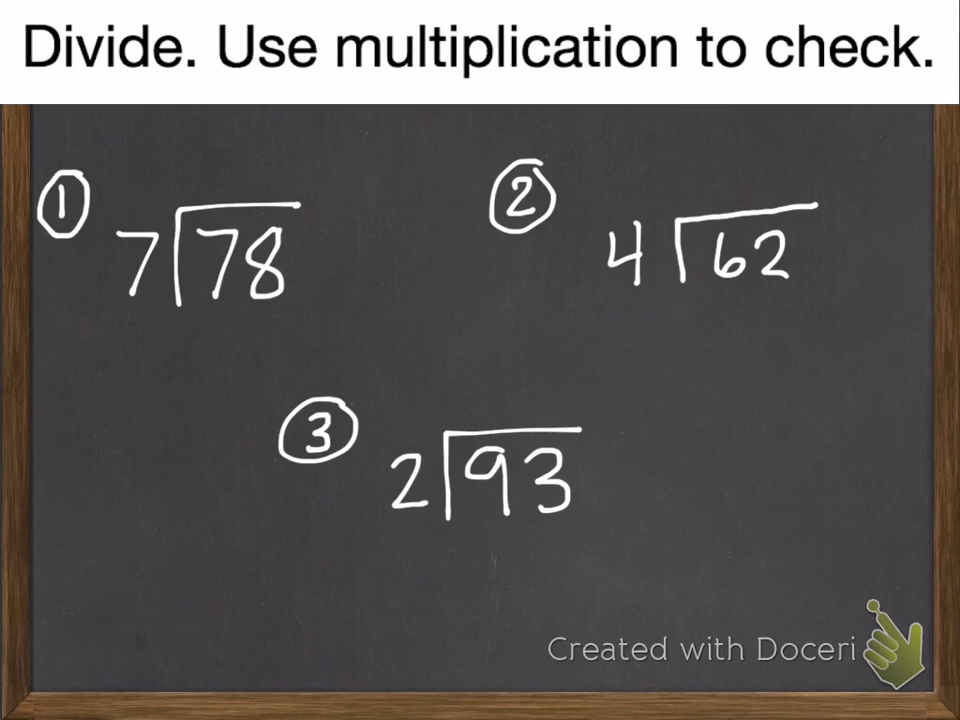 Divide. Use multiplication to check.
1 7)78
2 4)62
3 2)93
Created with Doceri